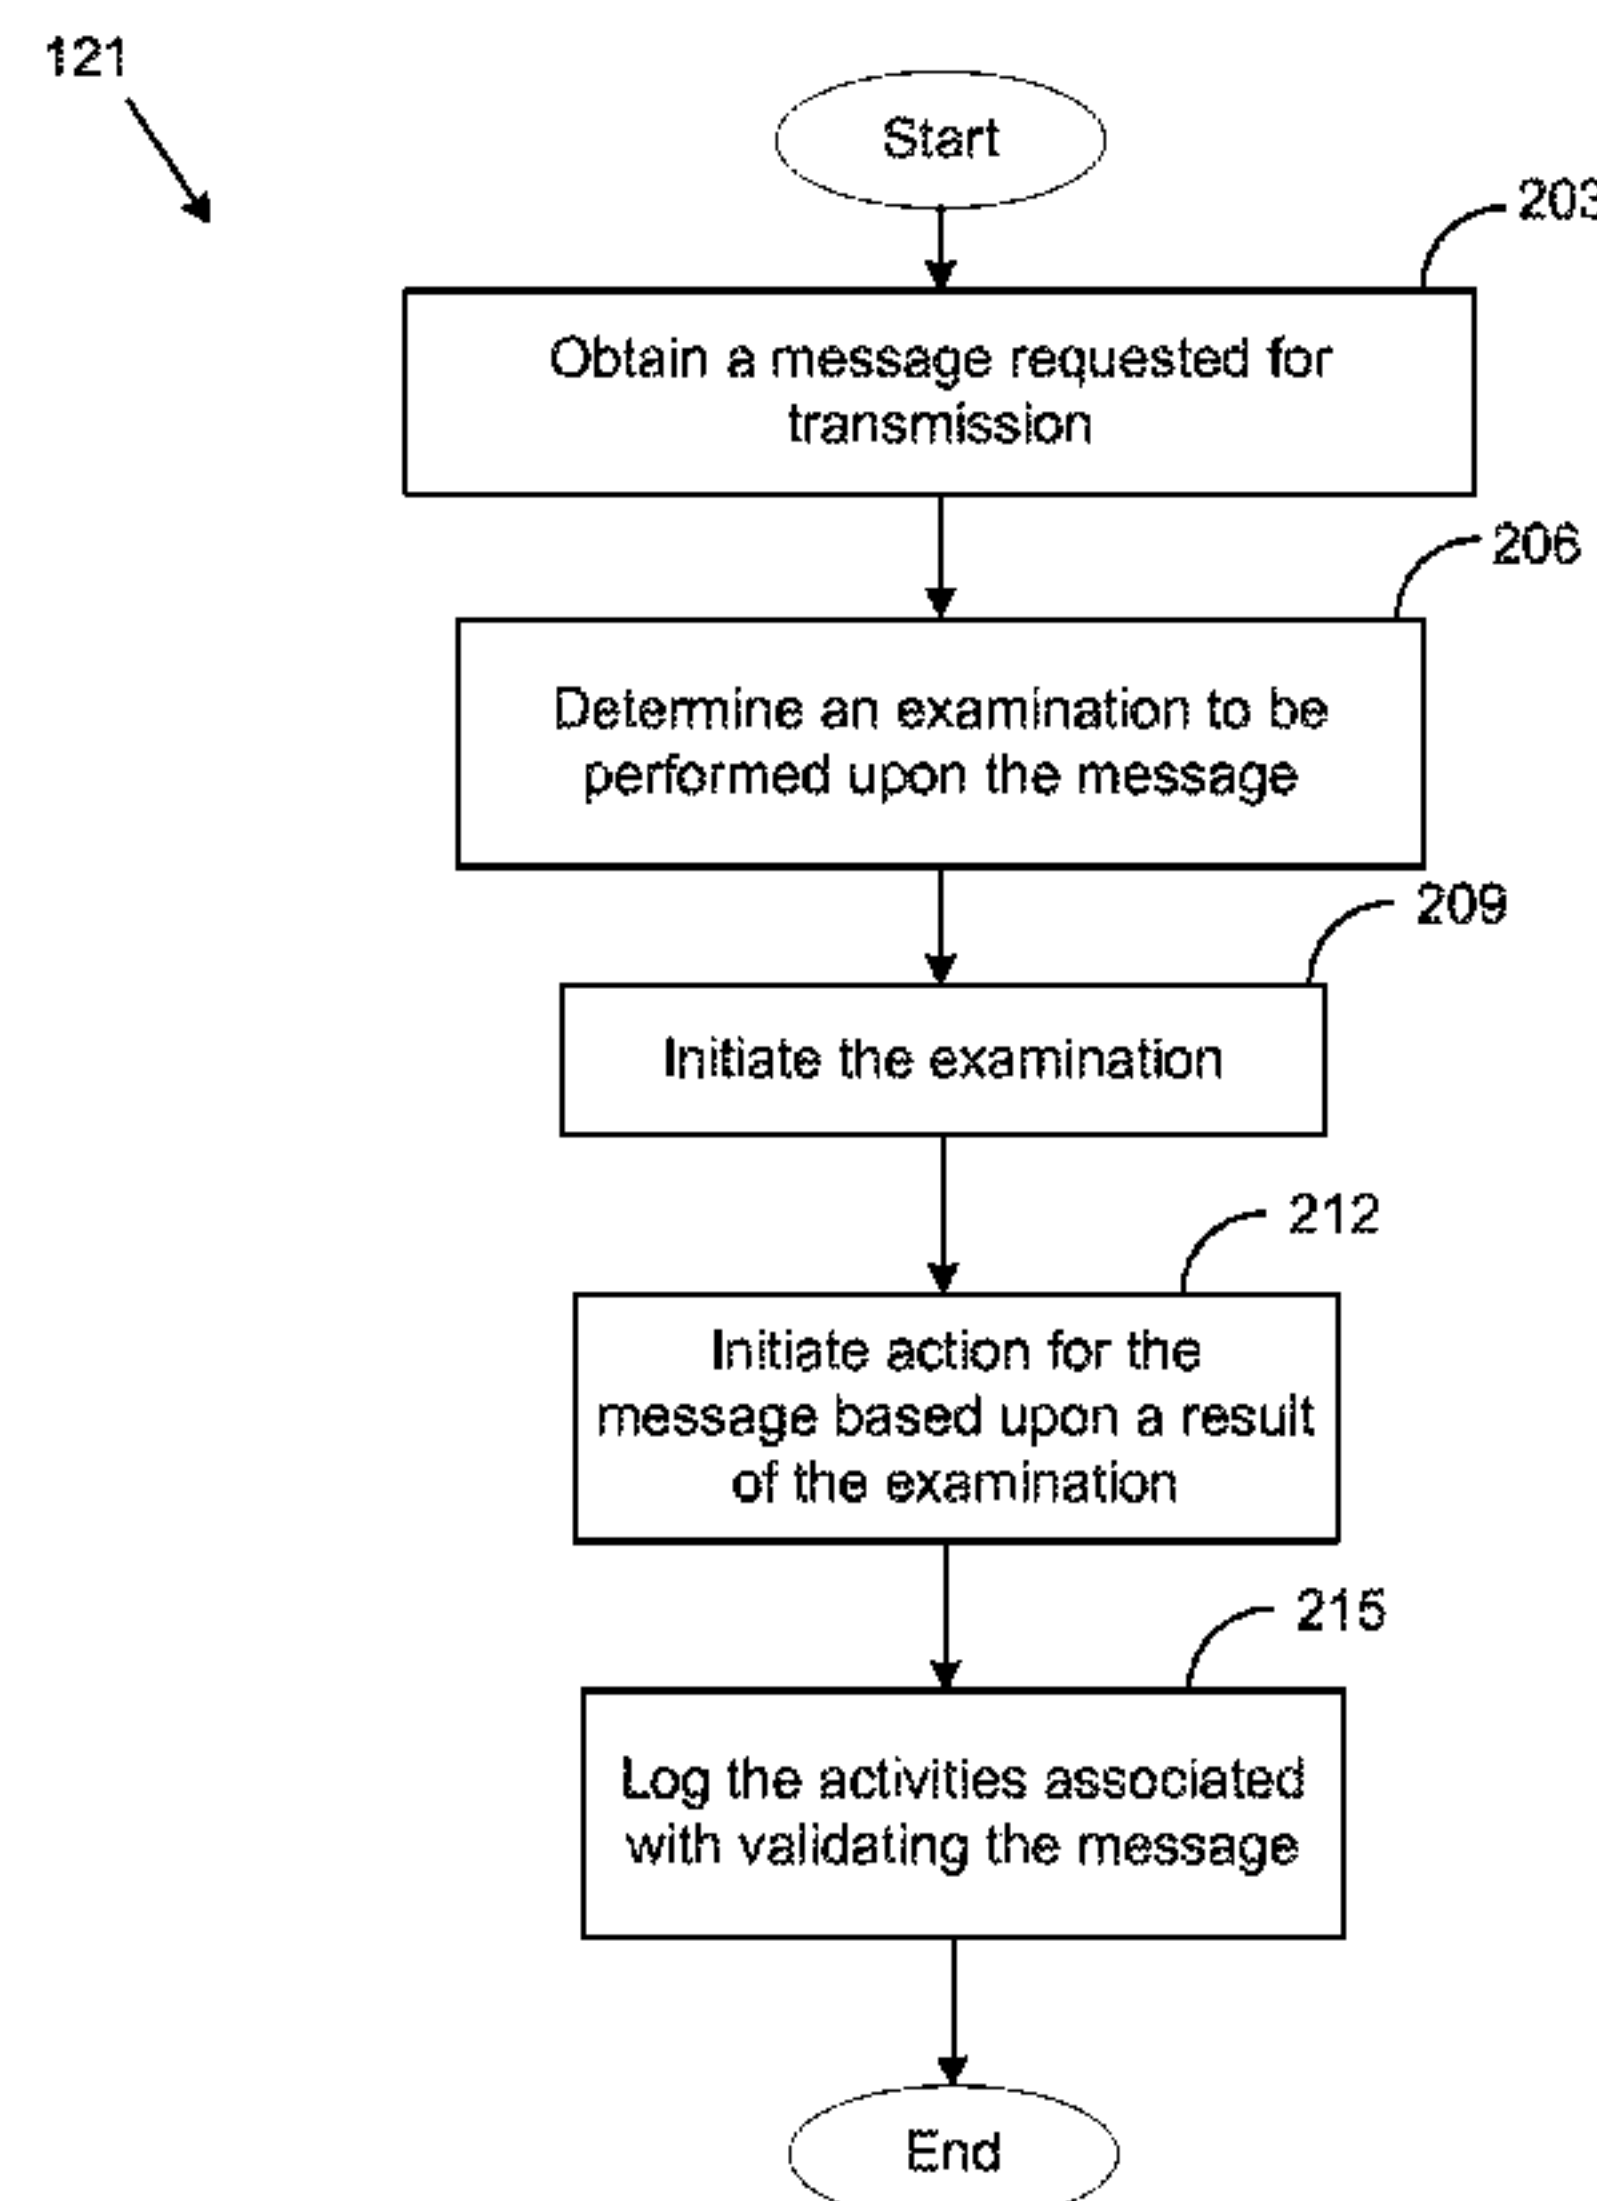 121
Start
203
Obtain a message requested for
transmission
206
Determine an examination to be
performed upon the message
209
Initiate the examination
212
Initiate action for the
message based upon a result
of the examination
215
Log the activities associated
with validating the message
End